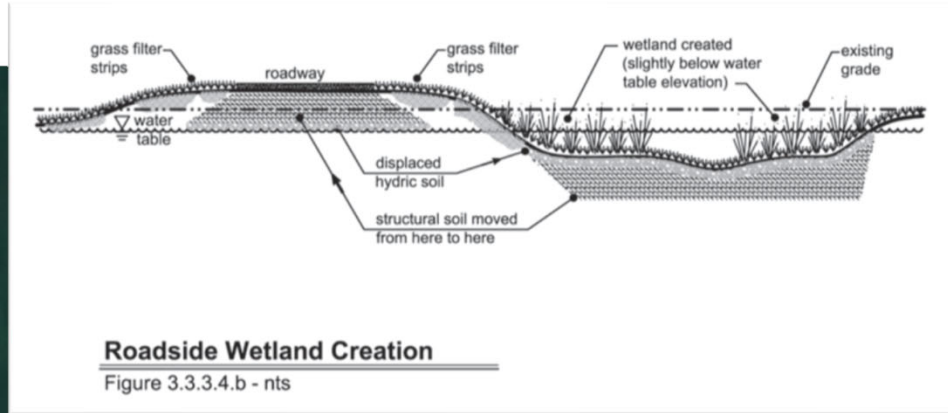 grass filter
strips
roadway
grass filter
strips
wetland created
(slightly below water
table elevation)
existing
grade
water
table
displaced
hydric soil
structural soil moved
from here to here
Roadside Wetland Creation
Figure 3.3.3.4.b - nts